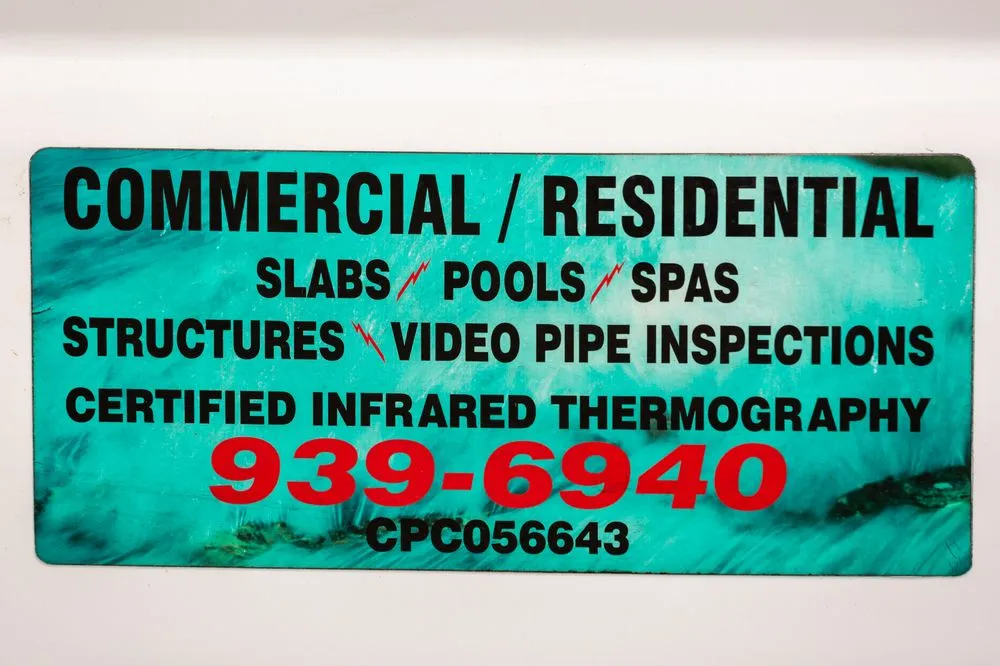 COMMERCIAL / RESIDENTIAL
SLABS / POOLS / SPAS
STRUCTURES \ VIDEO PIPE INSPECTIONS
CERTIFIED INFRARED THERMOGRAPHY
939-6940
CPC056643